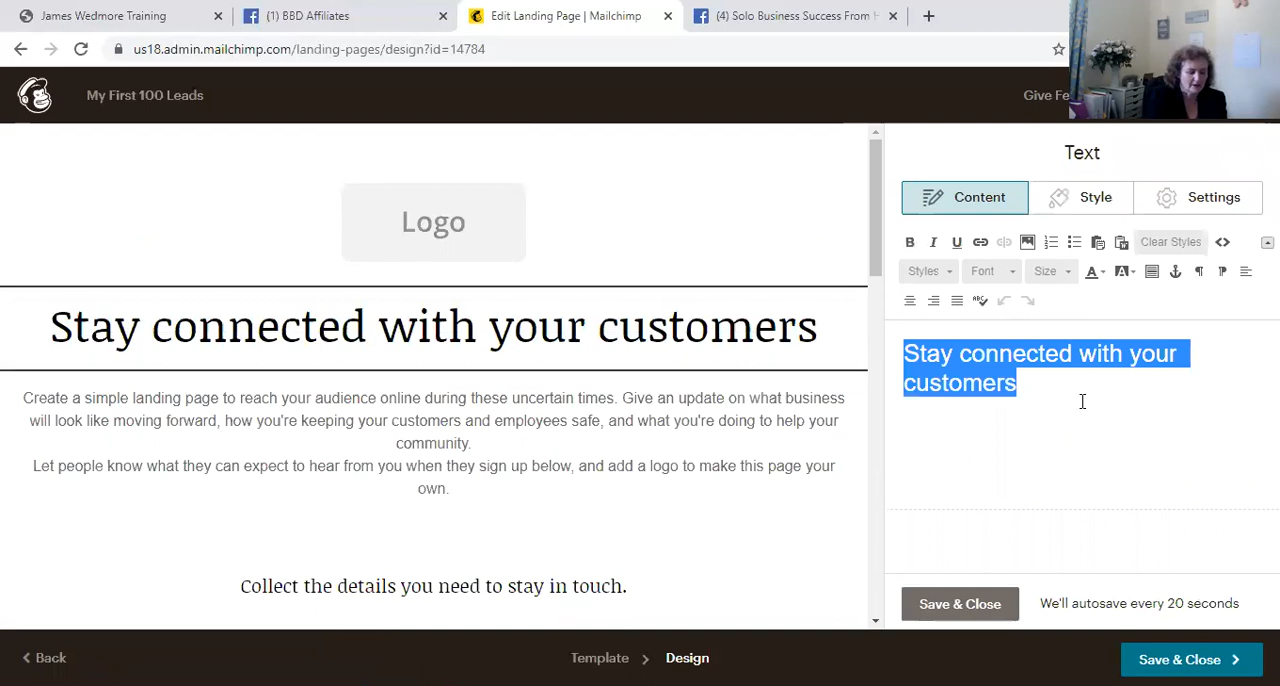 James Wedmore Training
(1) BBD Affiliates
Edit Landing Page | Mailchimp
(4) Solo Business Success From H
us18.admin.mailchimp.com/landing-pages/design?id=14784
My First 100 Leads
Give Fe
Text
Content
Style
Settings
Logo
B I U
Clear Styles
Styles
Font
Size
A
A
ABC
Stay connected with your customers
Stay connected with your
customers
Create a simple landing page to reach your audience online during these uncertain times. Give an update on what business
will look like moving forward, how you're keeping your customers and employees safe, and what you're doing to help your
community.
Let people know what they can expect to hear from you when they sign up below, and add a logo to make this page your
own.
Collect the details you need to stay in touch.
Save & Close
We'll autosave every 20 seconds
Back
Template
Design
Save & Close